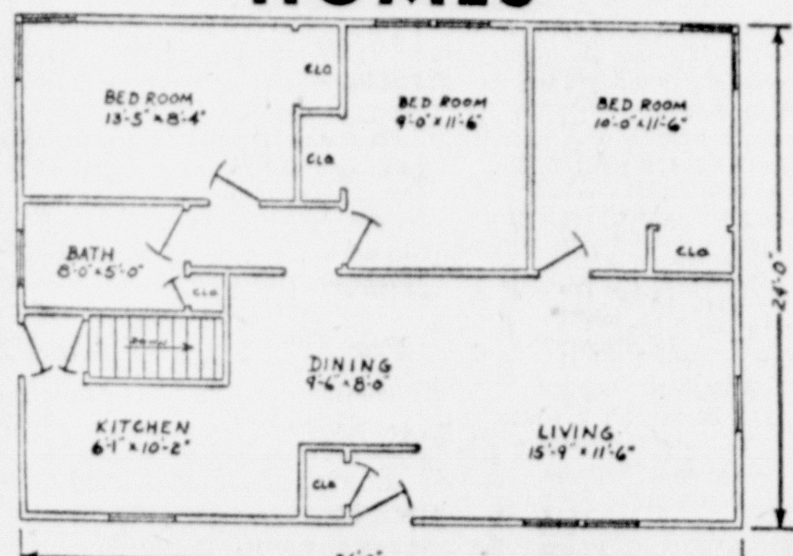 HOMES
CLO
BED ROOM
13'-5" x 8'-4"
BED ROOM
9'-0" x 11'-6"
BED ROOM
10'-0" x 11'-6"
CLO
BATH
8'-0" x 5'-0"
CLO
CLO
24'-0"
DOWN
DINING
9'-6" x 8'-0"
KITCHEN
6'-1" x 10'-2"
LIVING
15'-9" x 11'-6"
CLO